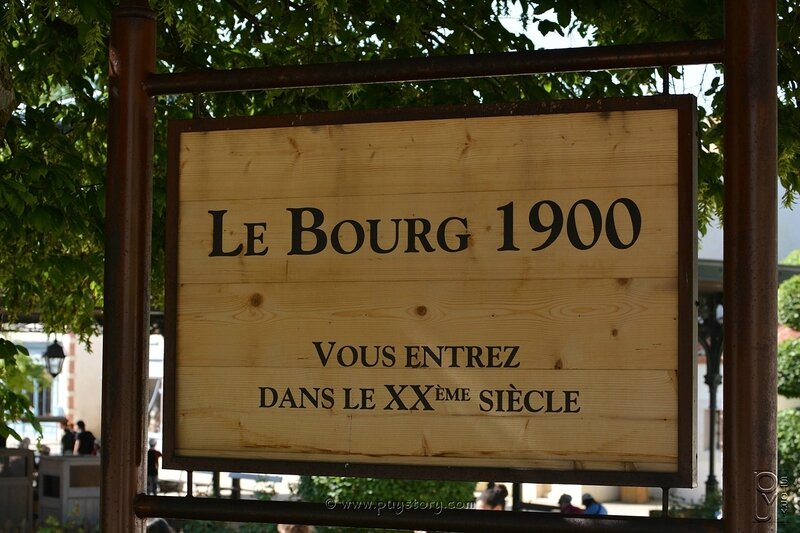 LE BOURG 1900
VOUS ENTREZ
DANS LE XXÈME SIÈCLE
© www.puystory.com